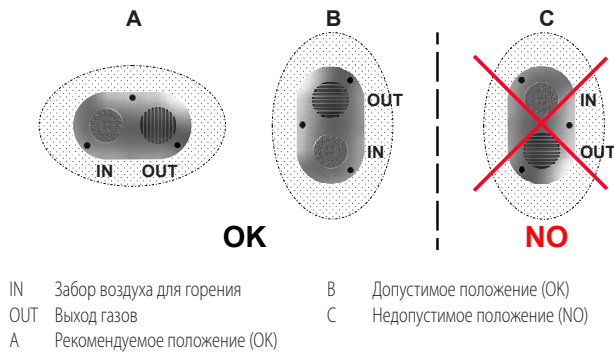 A
B
C
IN
OUT
OUT
IN
IN
OUT
OK
NO
IN Забор воздуха для горения
OUT Выход газов
A Рекомендуемое положение (OK)
B Допустимое положение (OK)
C Недопустимое положение (NO)